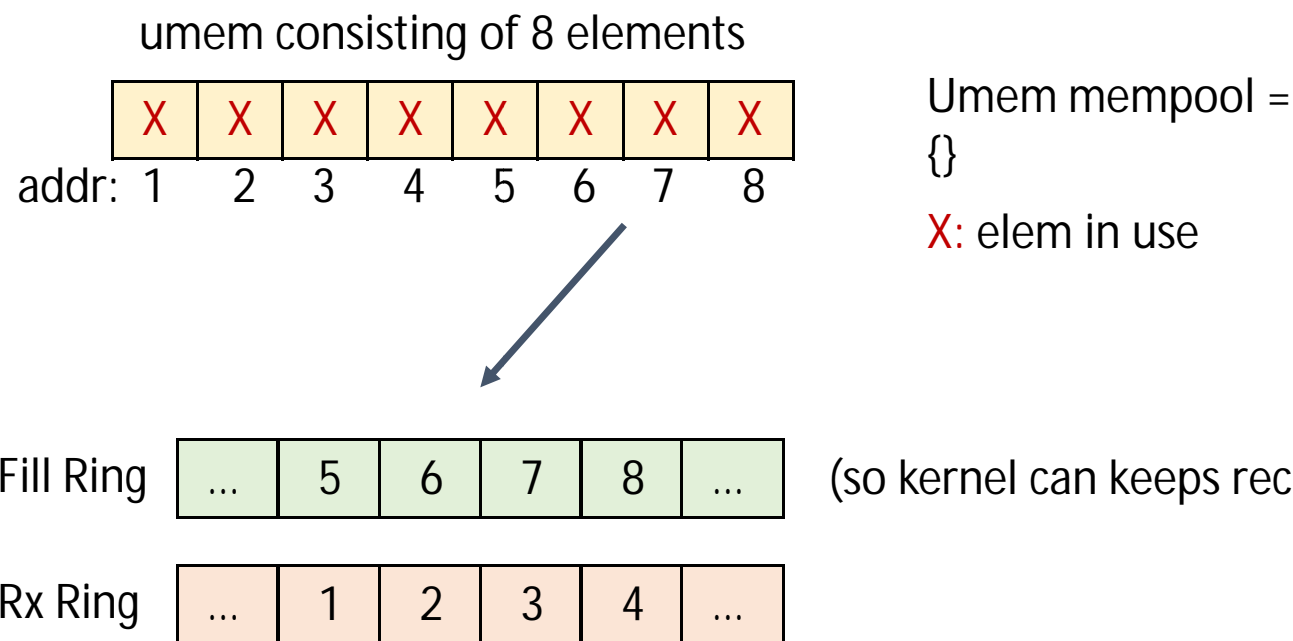 umem consisting of 8 elements
X X X X X X X X
addr: 1 2 3 4 5 6 7 8
Umem mempool =
{}
X: elem in use
Fill Ring ... 5 6 7 8 ... (so kernel can keeps rec
Rx Ring ... 1 2 3 4 ...